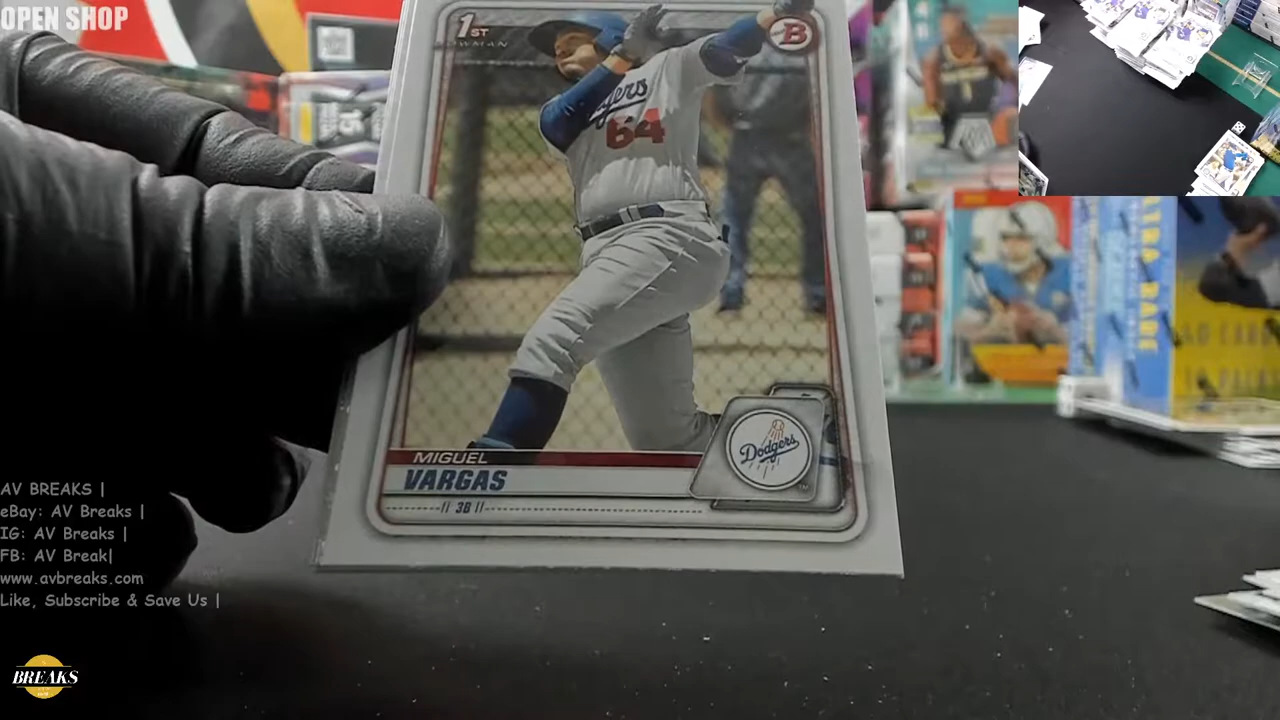 OPEN SHOP
1ST
BOWMAN
B
Dodgers
64
MIGUEL
VARGAS
3B
Dodgers
AV BREAKS |
eBay: AV Breaks |
IG: AV Breaks |
FB: AV Break|
www.avbreaks.com
Like, Subscribe & Save Us |
BREAKS